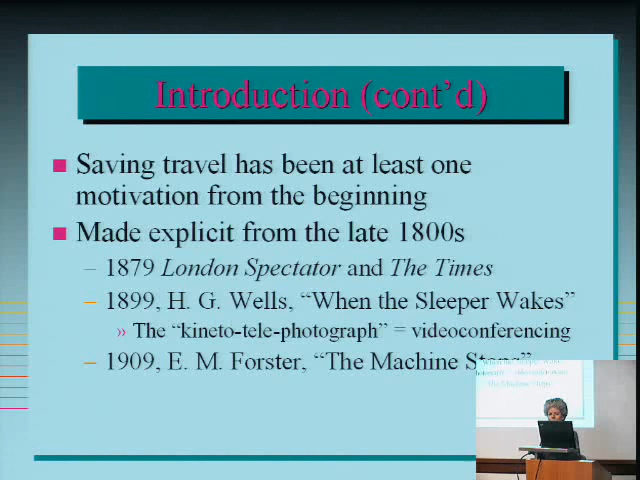 Introduction (cont'd)
Saving travel has been at least one
motivation from the beginning
Made explicit from the late 1800s
– 1879 London Spectator and The Times
– 1899, H. G. Wells, “When the Sleeper Wakes”
» The “kineto-tele-photograph” = videoconferencing
– 1909, E. M. Forster, “The Machine Stops”